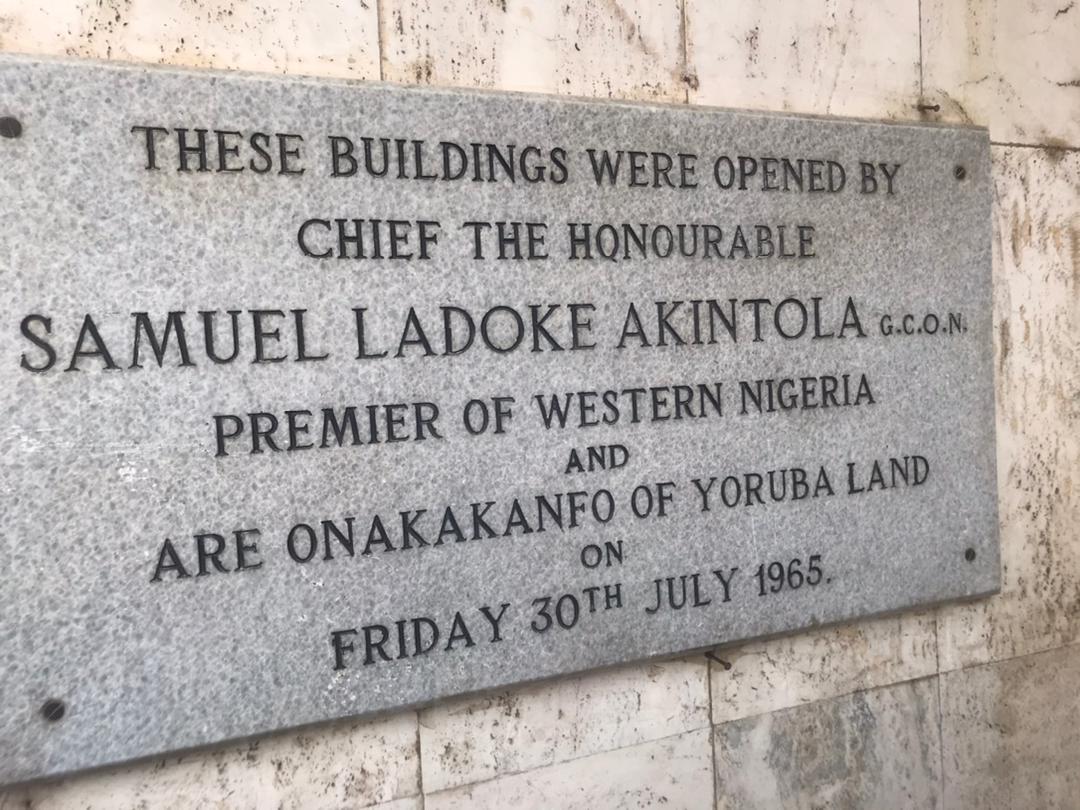 THESE BUILDINGS WERE OPENED BY
CHIEF THE HONOURABLE
SAMUEL LADOKE AKINTOLA G.C.O.N.
PREMIER OF WESTERN NIGERIA
AND
ARE ONAKAKANFO OF YORUBA LAND
ON
FRIDAY 30TH JULY 1965.